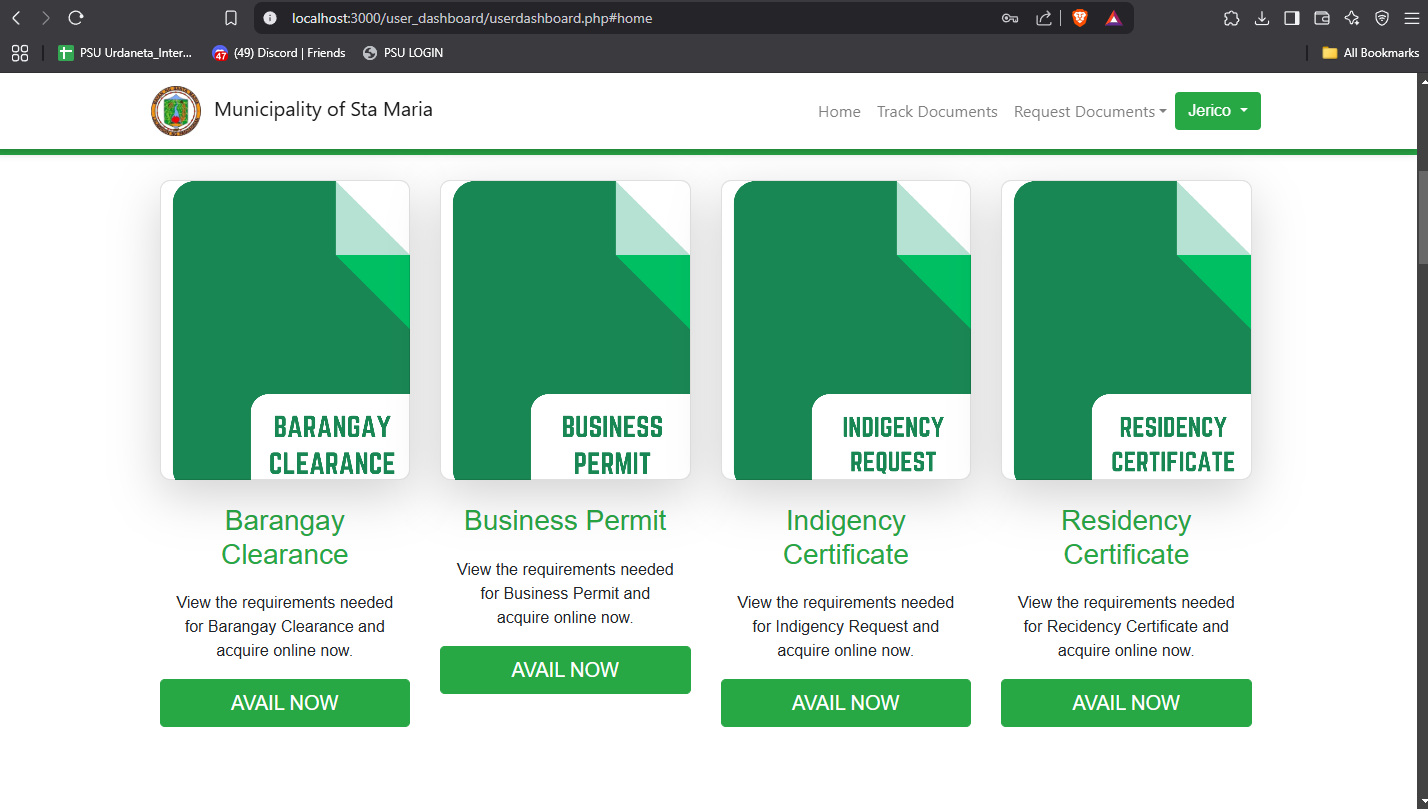 localhost:3000/user_dashboard/userdashboard.php#home
PSU Urdaneta_Inter...
47
(49) Discord | Friends
PSU LOGIN
All Bookmarks
Municipality of Sta Maria
Home
Track Documents
Request Documents
Jerico
BARANGAY
CLEARANCE
BUSINESS
PERMIT
INDIGENCY
REQUEST
RESIDENCY
CERTIFICATE
Barangay
Clearance
View the requirements needed
for Barangay Clearance and
acquire online now.
AVAIL NOW
Business Permit
View the requirements needed
for Business Permit and
acquire online now.
AVAIL NOW
Indigency
Certificate
View the requirements needed
for Indigency Request and
acquire online now.
AVAIL NOW
Residency
Certificate
View the requirements needed
for Recidency Certificate and
acquire online now.
AVAIL NOW